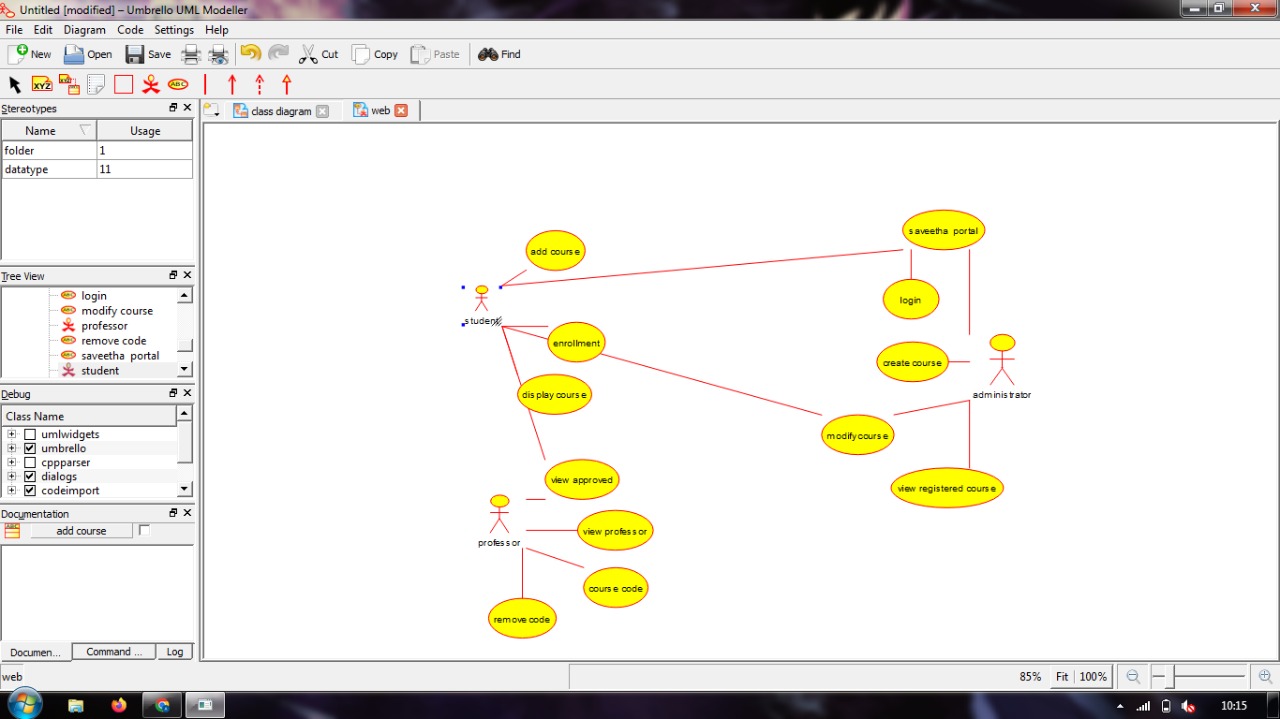 Untitled [modified] – Umbrello UML Modeller
File Edit Diagram Code Settings Help
New Open Save Cut Copy Paste Find
XYZ XYZ ABC
Stereotypes
class diagram web
Name Usage
folder 1
datatype 11
Tree View
login
modify course
professor
remove code
saveetha portal
student
Debug
Class Name
umlwidgets
umbrello
cppparser
dialogs
codeimport
Documentation
add course
Documen... Command ... Log
saveetha portal
add course
login
student
enrollment
create course
administrator
display course
modify course
view approved
view registered course
professor
view professor
course code
remove code
web 85% Fit 100%
10:15